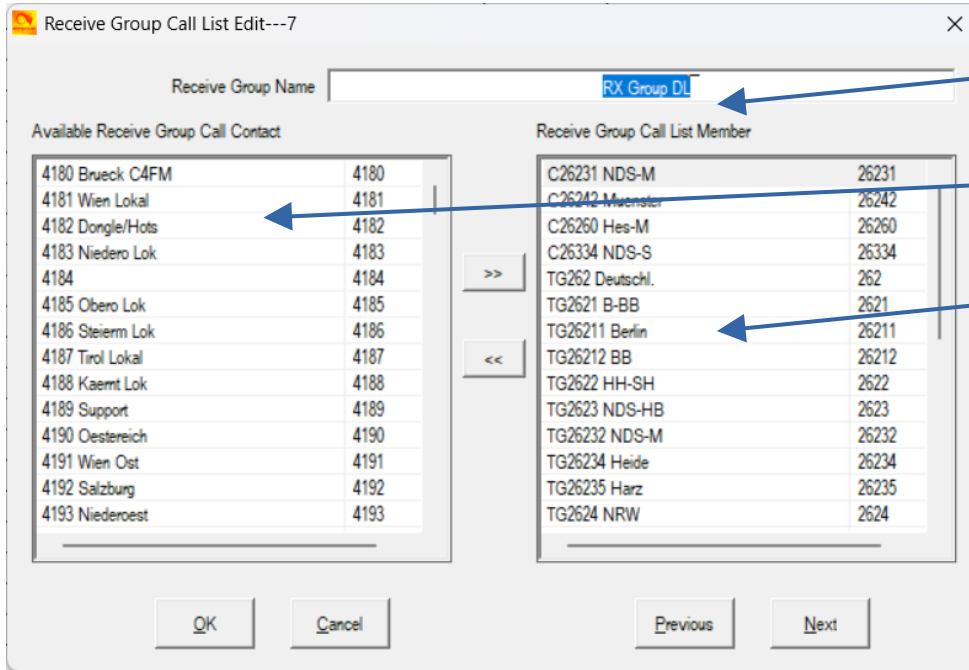 Receive Group Call List Edit---7
Receive Group Name
RX Group DL
Available Receive Group Call Contact
4180 Brueck C4FM 4180
4181 Wien Lokal 4181
4182 Dongle/Hots 4182
4183 Niedero Lok 4183
4184 4184
4185 Obero Lok 4185
4186 Steierm Lok 4186
4187 Tirol Lokal 4187
4188 Kaernt Lok 4188
4189 Support 4189
4190 Oestereich 4190
4191 Wien Ost 4191
4192 Salzburg 4192
4193 Niederoest 4193
>>
<<
Receive Group Call List Member
C26231 NDS-M 26231
C26242 Muenster 26242
C26260 Hes-M 26260
C26334 NDS-S 26334
TG262 Deutschl. 262
TG2621 B-BB 2621
TG26211 Berlin 26211
TG26212 BB 26212
TG2622 HH-SH 2622
TG2623 NDS-HB 2623
TG26232 NDS-M 26232
TG26234 Heide 26234
TG26235 Harz 26235
TG2624 NRW 2624
OK
Cancel
Previous
Next